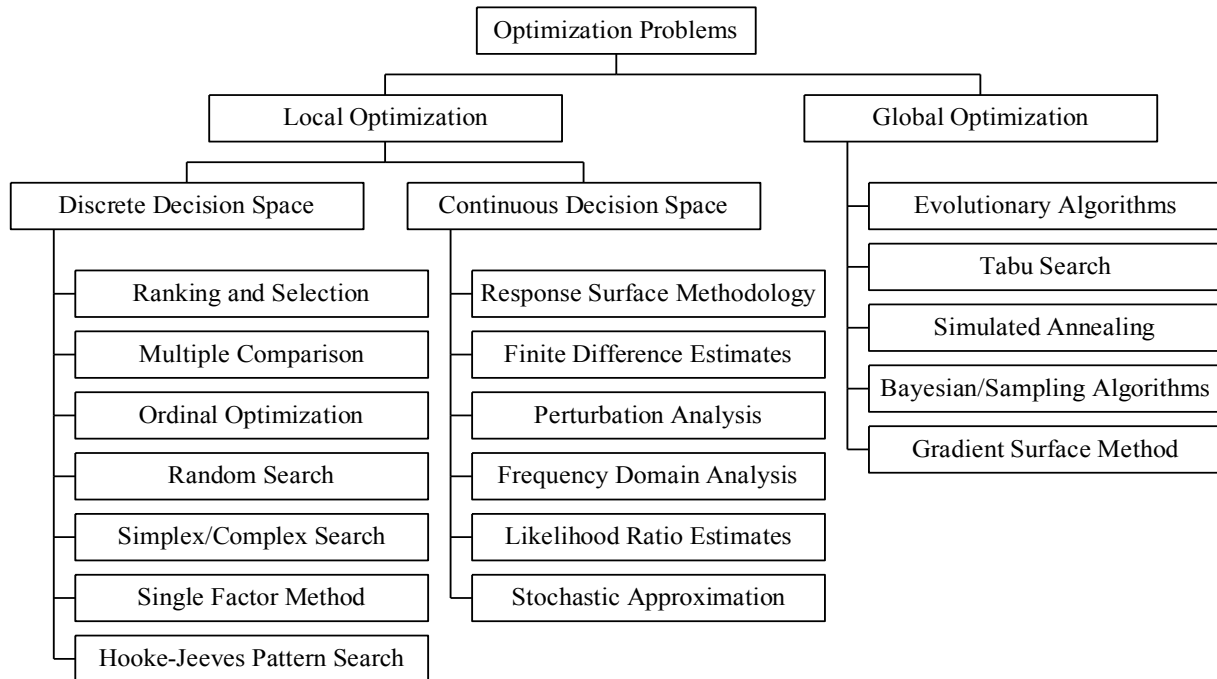 Optimization Problems
Local Optimization
Global Optimization
Discrete Decision Space
Continuous Decision Space
Ranking and Selection
Multiple Comparison
Ordinal Optimization
Random Search
Simplex/Complex Search
Single Factor Method
Hooke-Jeeves Pattern Search
Response Surface Methodology
Finite Difference Estimates
Perturbation Analysis
Frequency Domain Analysis
Likelihood Ratio Estimates
Stochastic Approximation
Evolutionary Algorithms
Tabu Search
Simulated Annealing
Bayesian/Sampling Algorithms
Gradient Surface Method